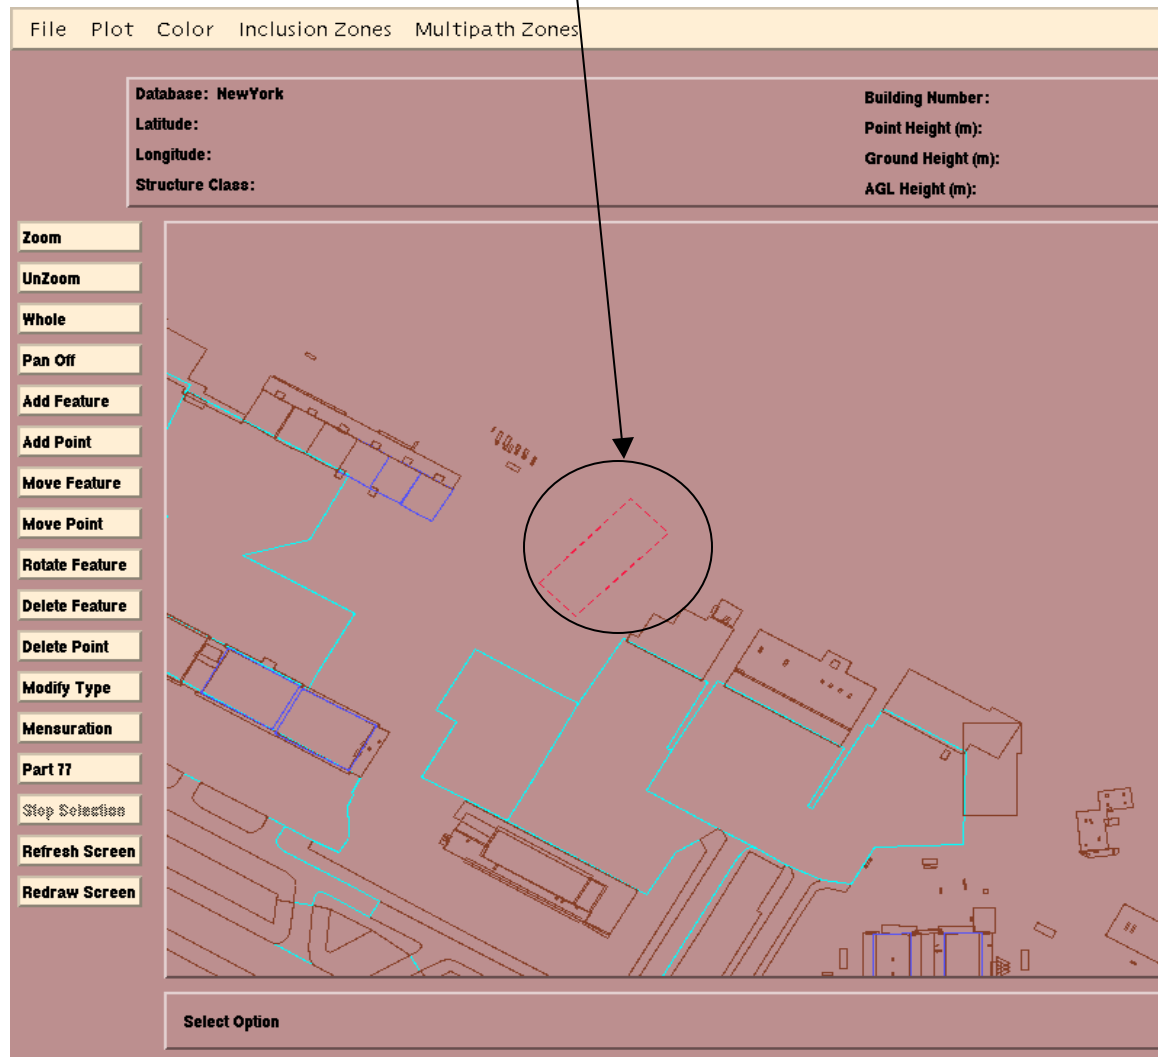 File Plot Color Inclusion Zones Multipath Zones
Database: NewYork
Latitude:
Longitude:
Structure Class:
Building Number:
Point Height (m):
Ground Height (m):
AGL Height (m):
Zoom
UnZoom
Whole
Pan Off
Add Feature
Add Point
Move Feature
Move Point
Rotate Feature
Delete Feature
Delete Point
Modify Type
Mensuration
Part 77
Stop Selection
Refresh Screen
Redraw Screen
Select Option